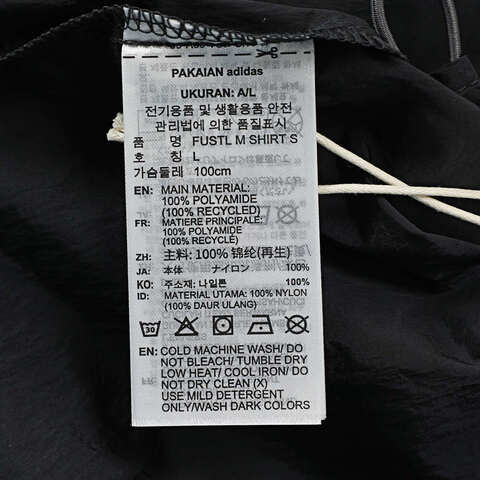 PAKAIAN adidas
UKURAN: A/L
전기용품 및 생활용품 안전
관리법에 의한 품질표시
품 명 FUSTL M SHIRT S
호 칭 L
가슴둘레 100cm
EN: MAIN MATERIAL:
100% POLYAMIDE
(100% RECYCLED)
FR: MATIERE PRINCIPALE:
100% POLYAMIDE
(100% RECYCLE)
ZH: 主料: 100% 锦纶(再生)
JA: 本体 ナイロン 100%
KO: 주소재: 나일론 100%
ID: MATERIAL UTAMA: 100% NYLON
(100% DAUR ULANG)
30
EN: COLD MACHINE WASH/ DO
NOT BLEACH/ TUMBLE DRY
LOW HEAT/ COOL IRON/ DO
NOT DRY CLEAN (X)
USE MILD DETERGENT
ONLY/WASH DARK COLORS